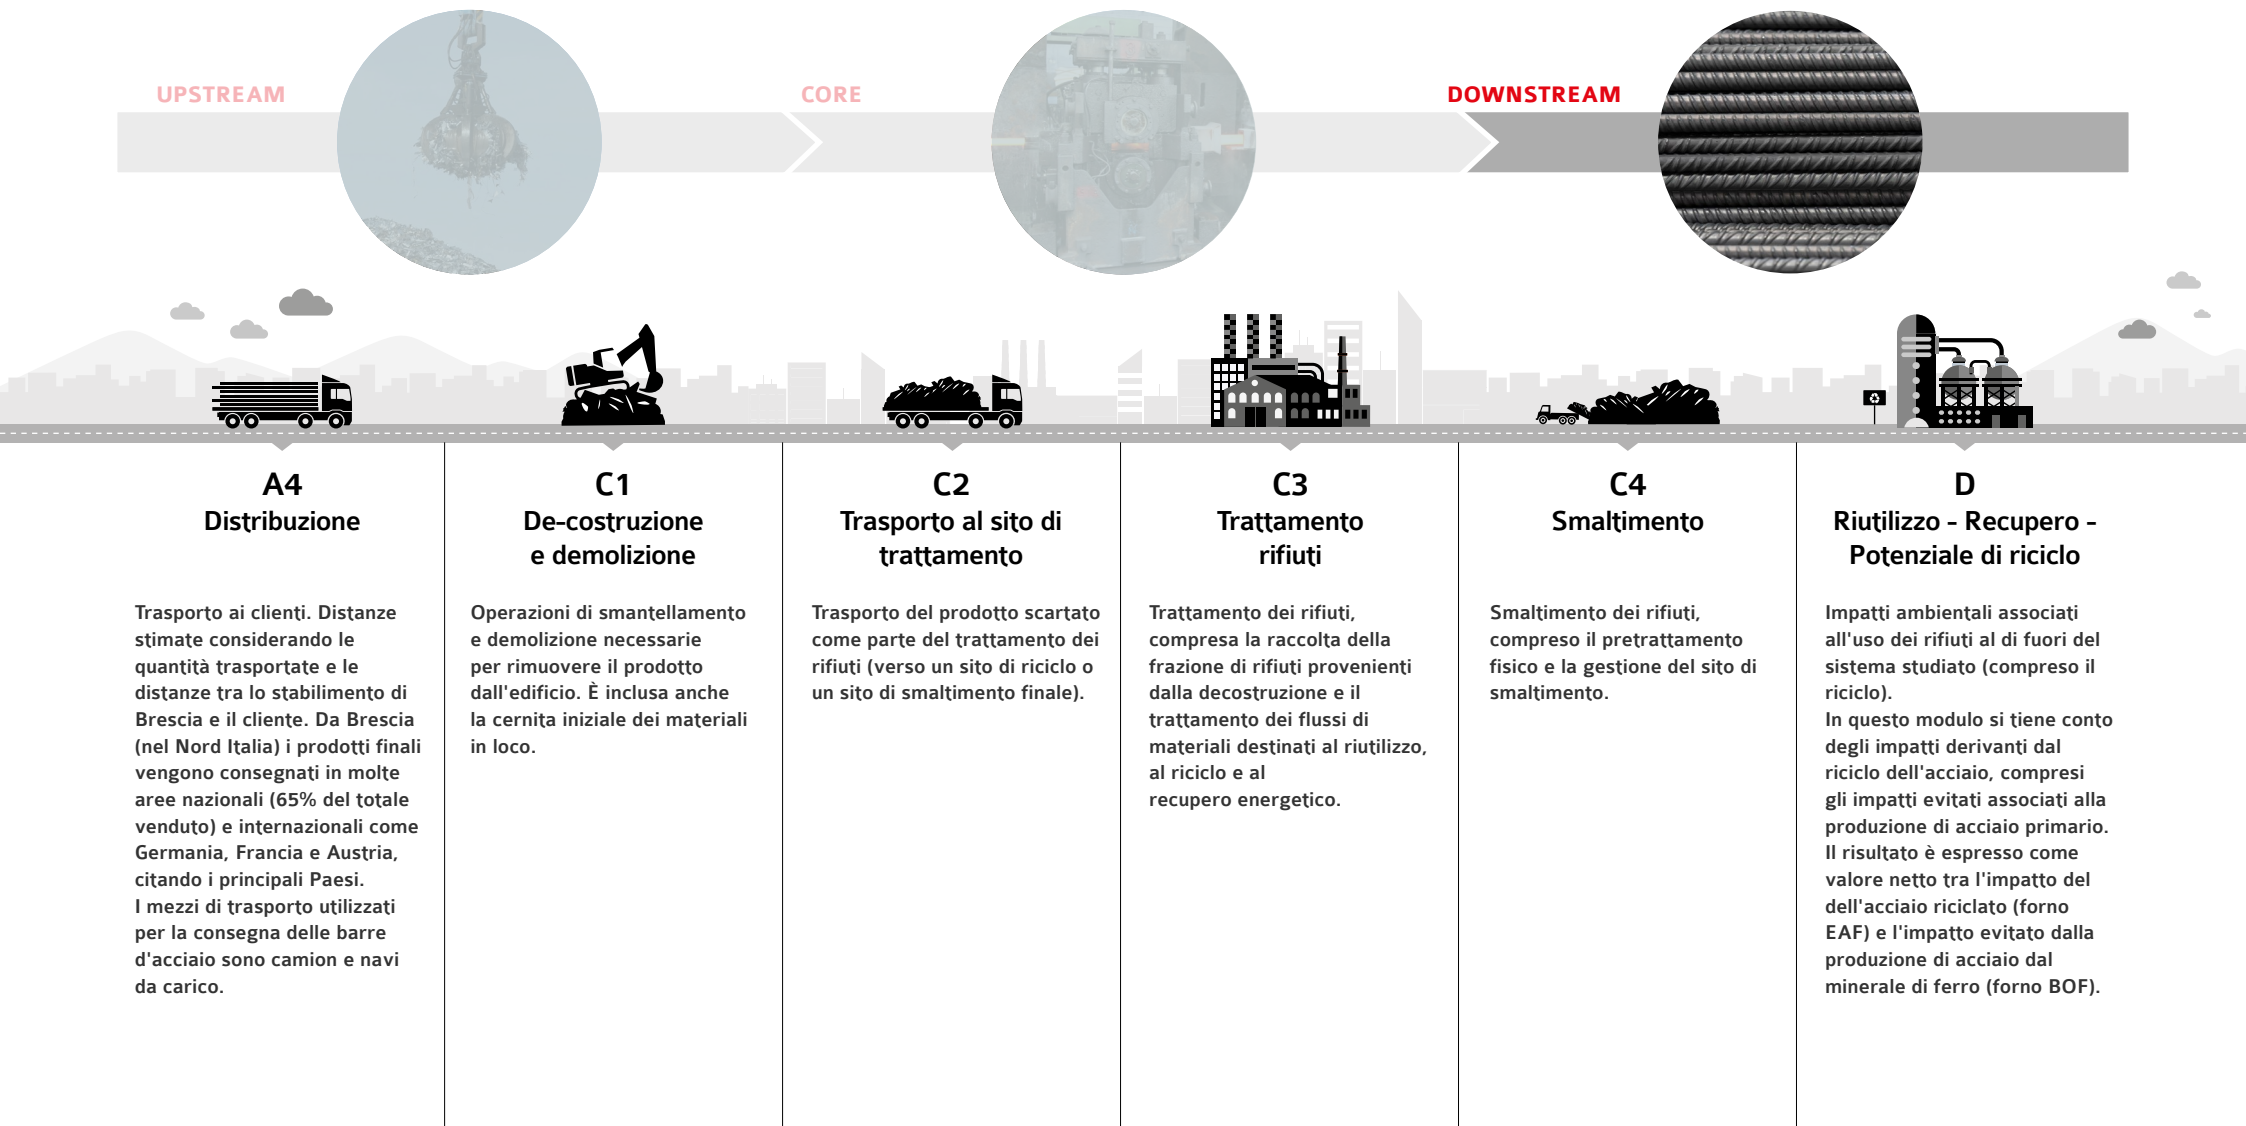 UPSTREAM
CORE
DOWNSTREAM
A4
Distribuzione
Trasporto ai clienti. Distanze
stimate considerando le
quantità trasportate e le
distanze tra lo stabilimento di
Brescia e il cliente. Da Brescia
(nel Nord Italia) i prodotti finali
vengono consegnati in molte
aree nazionali (65% del totale
venduto) e internazionali come
Germania, Francia e Austria,
citando i principali Paesi.
I mezzi di trasporto utilizzati
per la consegna delle barre
d'acciaio sono camion e navi
da carico.
C1
De-costruzione
e demolizione
Operazioni di smantellamento
e demolizione necessarie
per rimuovere il prodotto
dall'edificio. È inclusa anche
la cernita iniziale dei materiali
in loco.
C2
Trasporto al sito di
trattamento
Trasporto del prodotto scartato
come parte del trattamento dei
rifiuti (verso un sito di riciclo o
un sito di smaltimento finale).
C3
Trattamento
rifiuti
Trattamento dei rifiuti,
compresa la raccolta della
frazione di rifiuti provenienti
dalla decostruzione e il
trattamento dei flussi di
materiali destinati al riutilizzo,
al riciclo e al
recupero energetico.
C4
Smaltimento
Smaltimento dei rifiuti,
compreso il pretrattamento
fisico e la gestione del sito di
smaltimento.
D
Riutilizzo - Recupero -
Potenziale di riciclo
Impatti ambientali associati
all'uso dei rifiuti al di fuori del
sistema studiato (compreso il
riciclo).
In questo modulo si tiene conto
degli impatti derivanti dal
riciclo dell'acciaio, compresi
gli impatti evitati associati alla
produzione di acciaio primario.
Il risultato è espresso come
valore netto tra l'impatto del
dell'acciaio riciclato (forno
EAF) e l'impatto evitato dalla
produzione di acciaio dal
minerale di ferro (forno BOF).